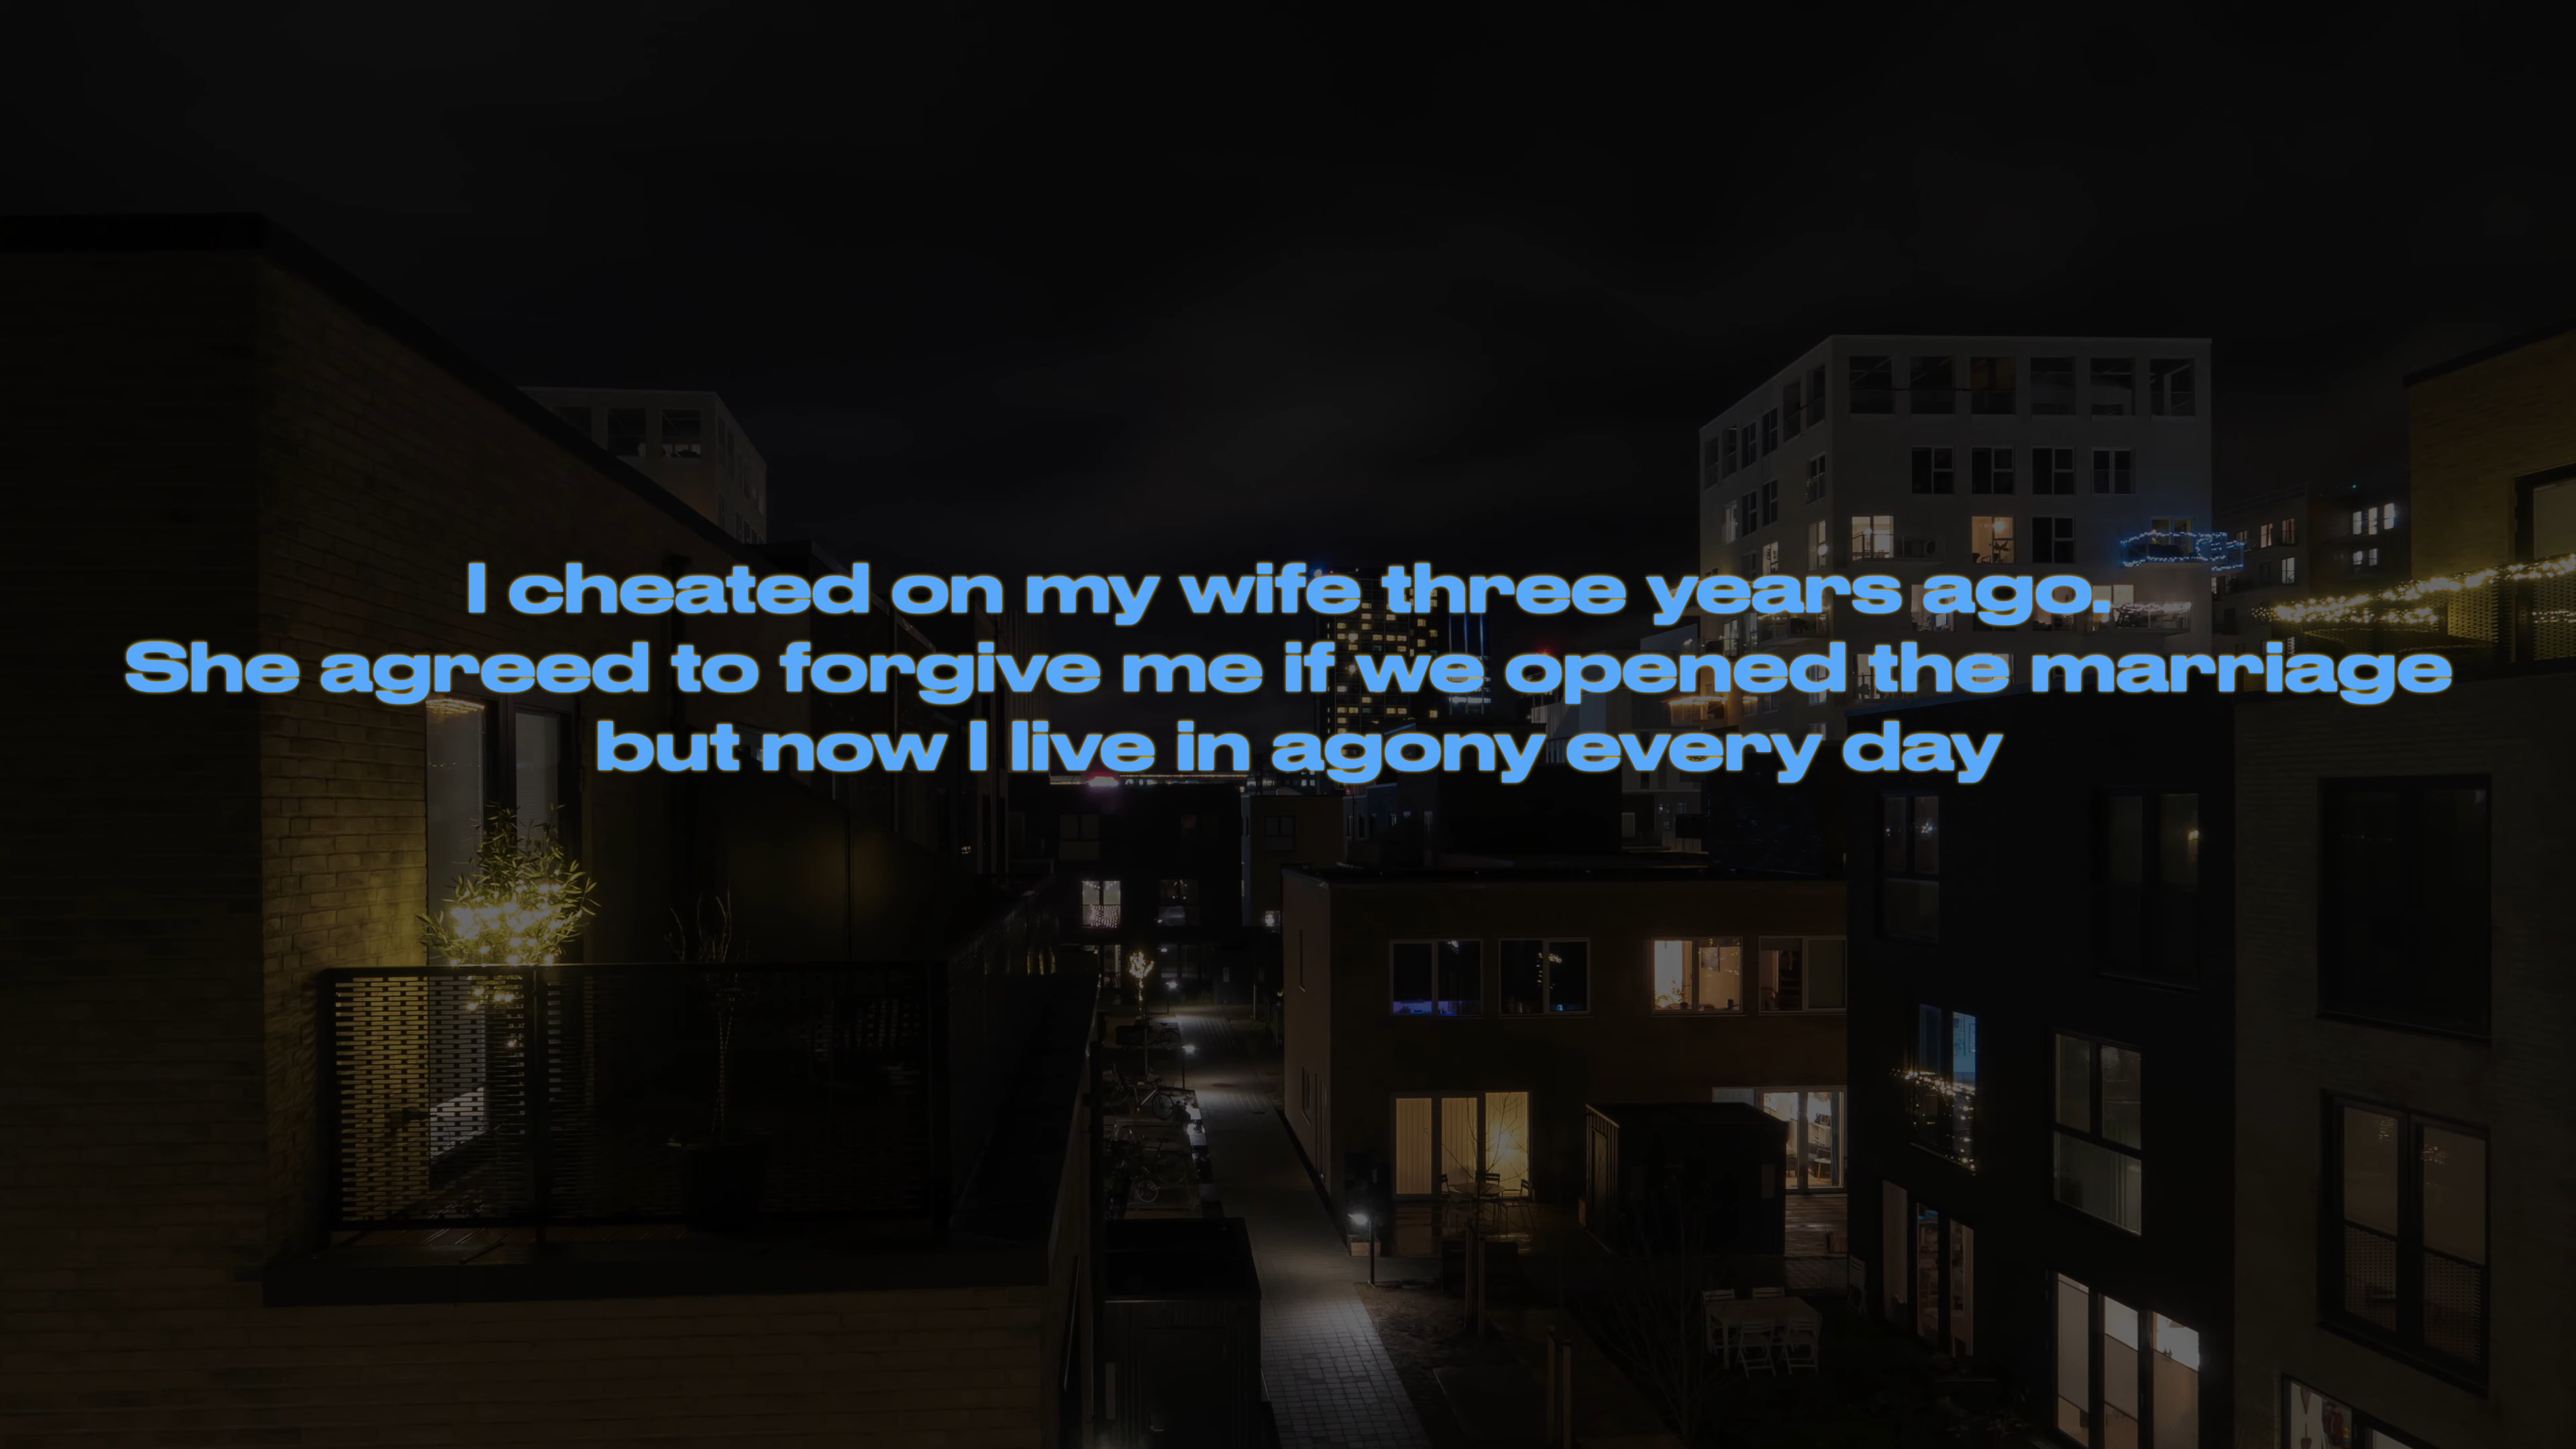 I cheated on my wife three years ago.
She agreed to forgive me if we opened the marriage
but now I live in agony every day